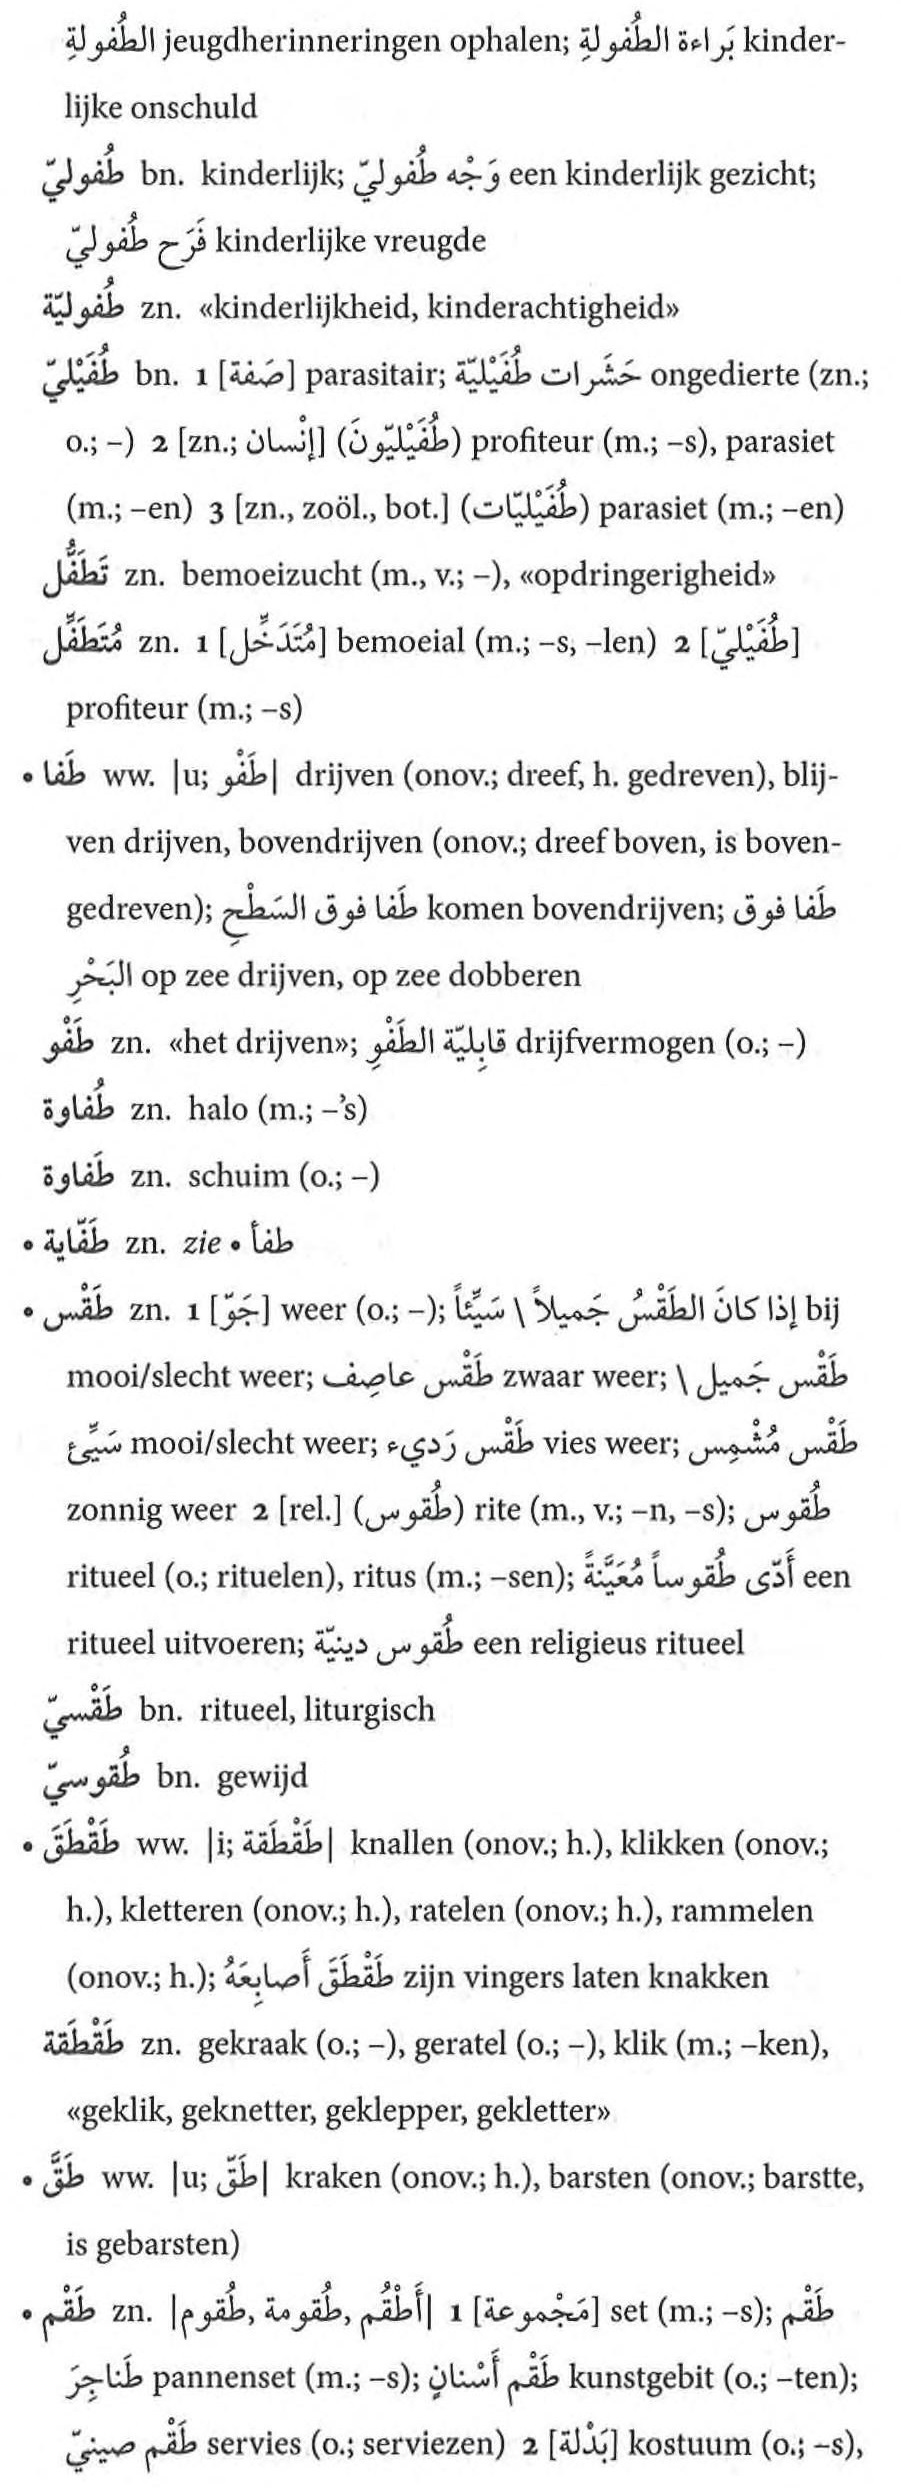 الطُفولةِ jeugdherinneringen ophalen; بَراءة الطُفولةِ kinder-
lijke onschuld
طُفوليّ bn. kinderlijk; وَجْه طُفوليّ een kinderlijk gezicht;
فَرَح طُفوليّ kinderlijke vreugde
طُفوليّة zn. «kinderlijkheid, kinderachtigheid»
طُفَيْليّ bn. 1 [صَفة] parasitair; حَشَرات طُفَيْليّة ongedierte (zn.;
o.; –) 2 [zn.; إنْسان] (طُفَيْليّونَ) profiteur (m.; –s), parasiet
(m.; –en) 3 [zn., zoöl., bot.] (طُفَيْليّات) parasiet (m.; –en)
تَطَفُّل zn. bemoeizucht (m., v.; –), «opdringerigheid»
مُتَطَفِّل zn. 1 [مُتَدَخِّل] bemoeial (m.; –s, –len) 2 [طُفَيْليّ]
profiteur (m.; –s)
• طَفا ww. |u; طَفْو| drijven (onov.; dreef, h. gedreven), blij-
ven drijven, bovendrijven (onov.; dreef boven, is boven-
gedreven); طَفا فوق السَطْحِ komen bovendrijven; طَفا فوق
البَحْرِ op zee drijven, op zee dobberen
طَفْو zn. «het drijven»; قابِليّة الطَفْوِ drijfvermogen (o.; –)
طُفاوة zn. halo (m.; –’s)
طَفاوة zn. schuim (o.; –)
• طَفّاية zn. zie • طفأ
• طَقْس zn. 1 [جَوّ] weer (o.; –); إذا كانَ الطَقْسُ جَميلاً \ سَيِّئاً bij
mooi/slecht weer; طَقْس عاصِف zwaar weer; طَقْس جَميل \
سَيِّئ mooi/slecht weer; طَقْس رَديء vies weer; طَقْس مُشْمِس
zonnig weer 2 [rel.] (طُقوس) rite (m., v.; –n, –s); طُقوس
ritueel (o.; rituelen), ritus (m.; –sen); أَدّى طُقوساً مُعَيَّنةً een
ritueel uitvoeren; طُقوس دينيّة een religieus ritueel
طَقْسيّ bn. ritueel, liturgisch
طُقوسيّ bn. gewijd
• طَقْطَقَ ww. |i; طَقْطَقة| knallen (onov.; h.), klikken (onov.;
h.), kletteren (onov.; h.), ratelen (onov.; h.), rammelen
(onov.; h.); طَقْطَقَ أَصابِعَهُ zijn vingers laten knakken
طَقْطَقة zn. gekraak (o.; –), geratel (o.; –), klik (m.; –ken),
«geklik, geknetter, geklepper, gekletter»
• طَقَّ ww. |u; طَقّ| kraken (onov.; h.), barsten (onov.; barstte,
is gebarsten)
• طَقْم zn. |أَطْقُم, طُقومة, طُقوم| 1 [مَجْموعة] set (m.; –s); طَقْم
طَناجِرَ pannenset (m.; –s); طَقْم أَسْنانٍ kunstgebit (o.; –ten);
طَقْم صينيّ servies (o.; serviezen) 2 [بَدْلة] kostuum (o.; –s),